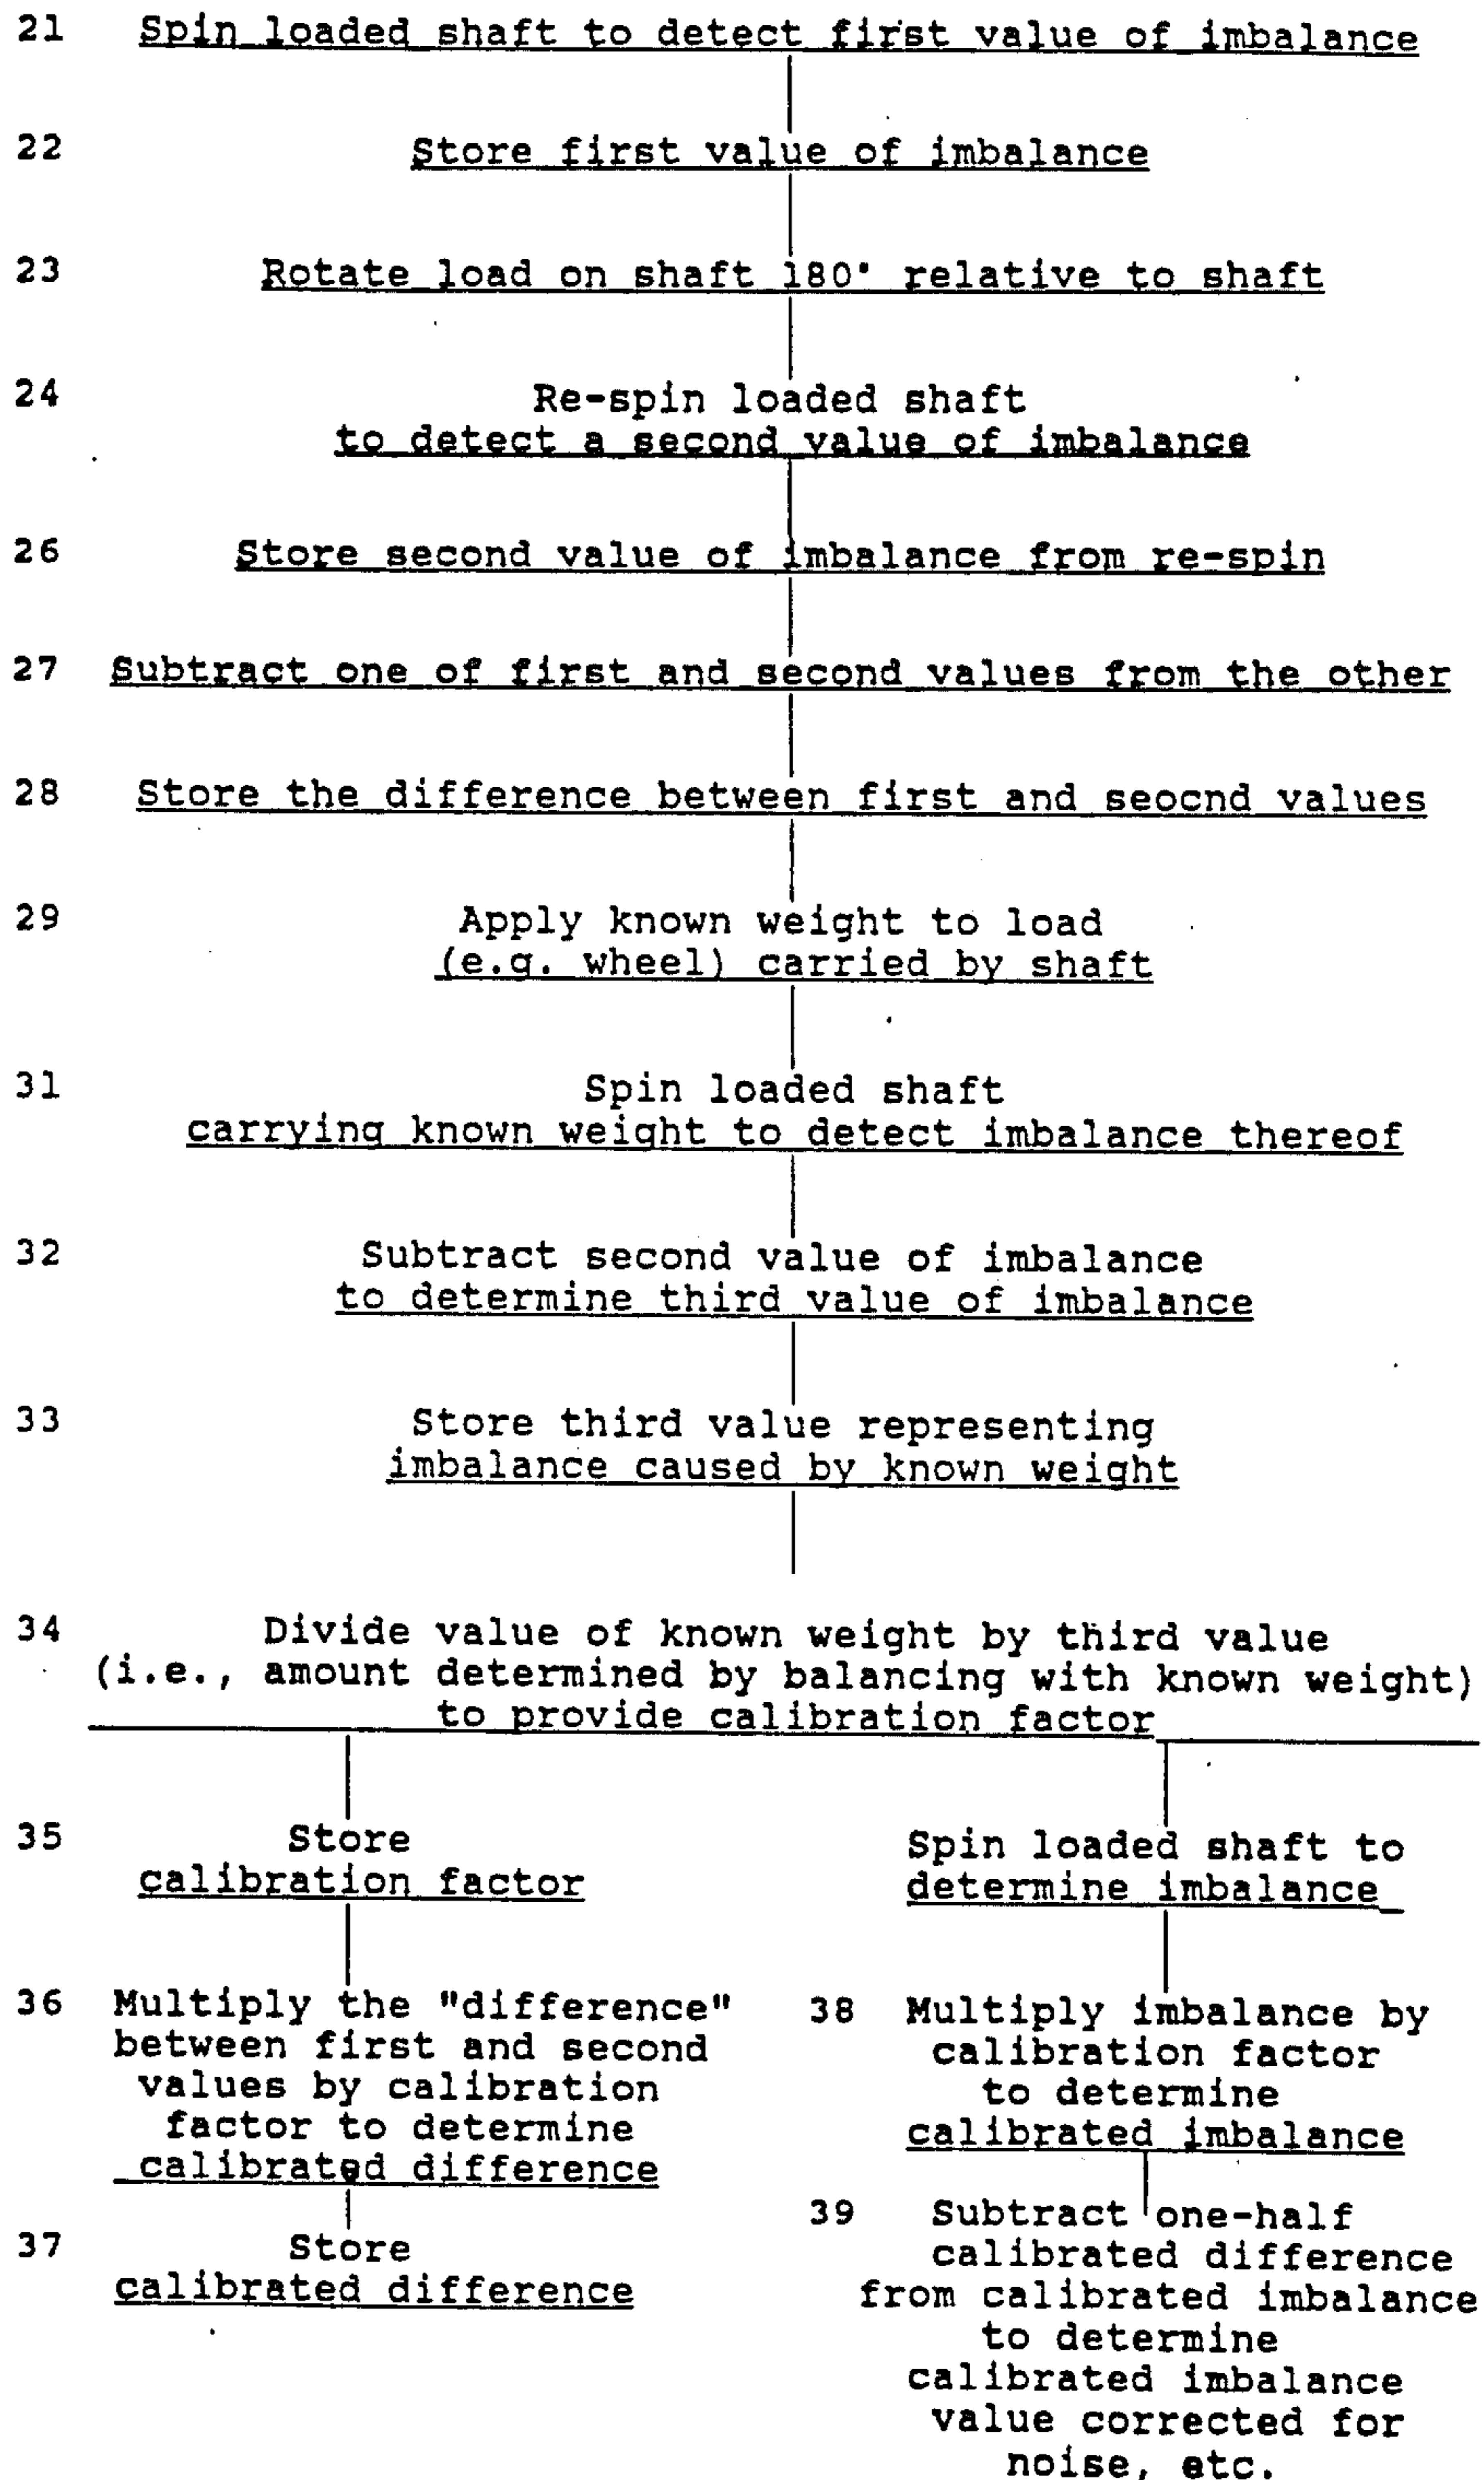 21 Spin loaded shaft to detect first value of imbalance
22 Store first value of imbalance
23 Rotate load on shaft 180° relative to shaft
24 Re-spin loaded shaft
to detect a second value of imbalance
26 Store second value of imbalance from re-spin
27 Subtract one of first and second values from the other
28 Store the difference between first and seocnd values
29 Apply known weight to load
(e.g. wheel) carried by shaft
31 Spin loaded shaft
carrying known weight to detect imbalance thereof
32 Subtract second value of imbalance
to determine third value of imbalance
33 Store third value representing
imbalance caused by known weight
34 Divide value of known weight by third value
(i.e., amount determined by balancing with known weight)
to provide calibration factor
35 Store
calibration factor
Spin loaded shaft to
determine imbalance
36 Multiply the "difference"
between first and second
values by calibration
factor to determine
calibrated difference
37 Store
calibrated difference
38 Multiply imbalance by
calibration factor
to determine
calibrated imbalance
39 Subtract one-half
calibrated difference
from calibrated imbalance
to determine
calibrated imbalance
value corrected for
noise, etc.